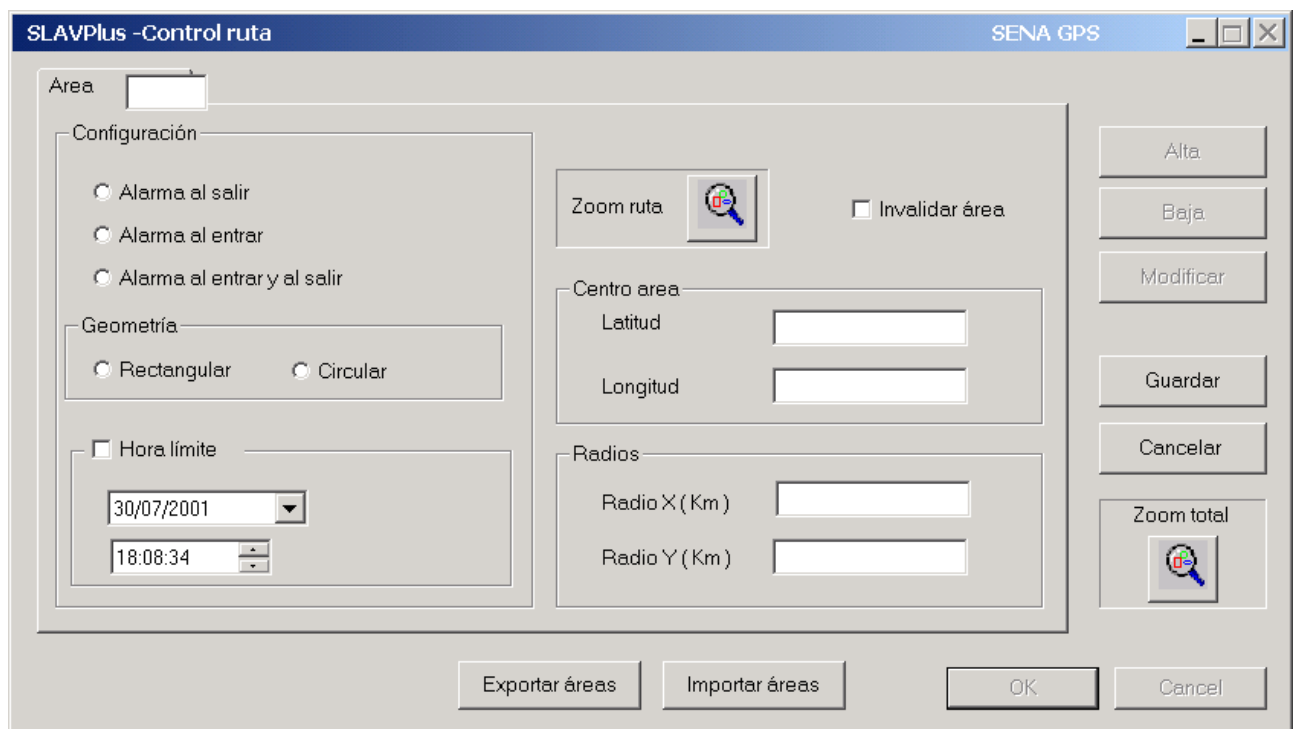 SLAVPlus -Control ruta SENA GPS
Area
Configuración
Alarma al salir
Alarma al entrar
Alarma al entrar y al salir
Geometría
Rectangular Circular
Hora límite
30/07/2001
18:08:34
Zoom ruta
Invalidar área
Centro area
Latitud
Longitud
Radios
Radio X ( Km )
Radio Y ( Km )
Alta
Baja
Modificar
Guardar
Cancelar
Zoom total
Exportar áreas
Importar áreas
OK
Cancel